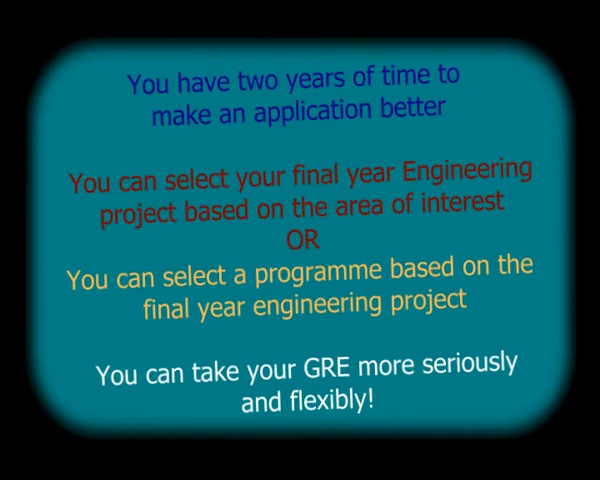 You have two years of time to
make an application better
You can select your final year Engineering
project based on the area of interest
OR
You can select a programme based on the
final year engineering project
You can take your GRE more seriously
and flexibly!